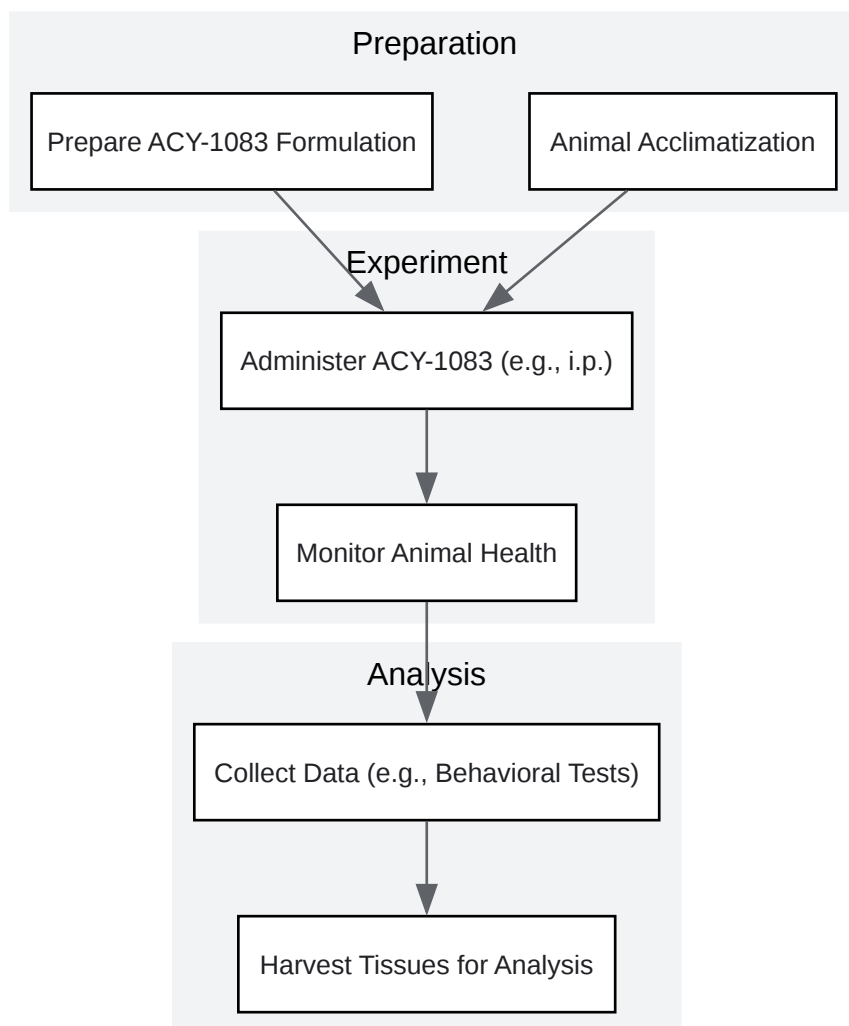 Preparation
Prepare ACY-1083 Formulation
Animal Acclimatization
Experiment
Administer ACY-1083 (e.g., i.p.)
Monitor Animal Health
Analysis
Collect Data (e.g., Behavioral Tests)
Harvest Tissues for Analysis